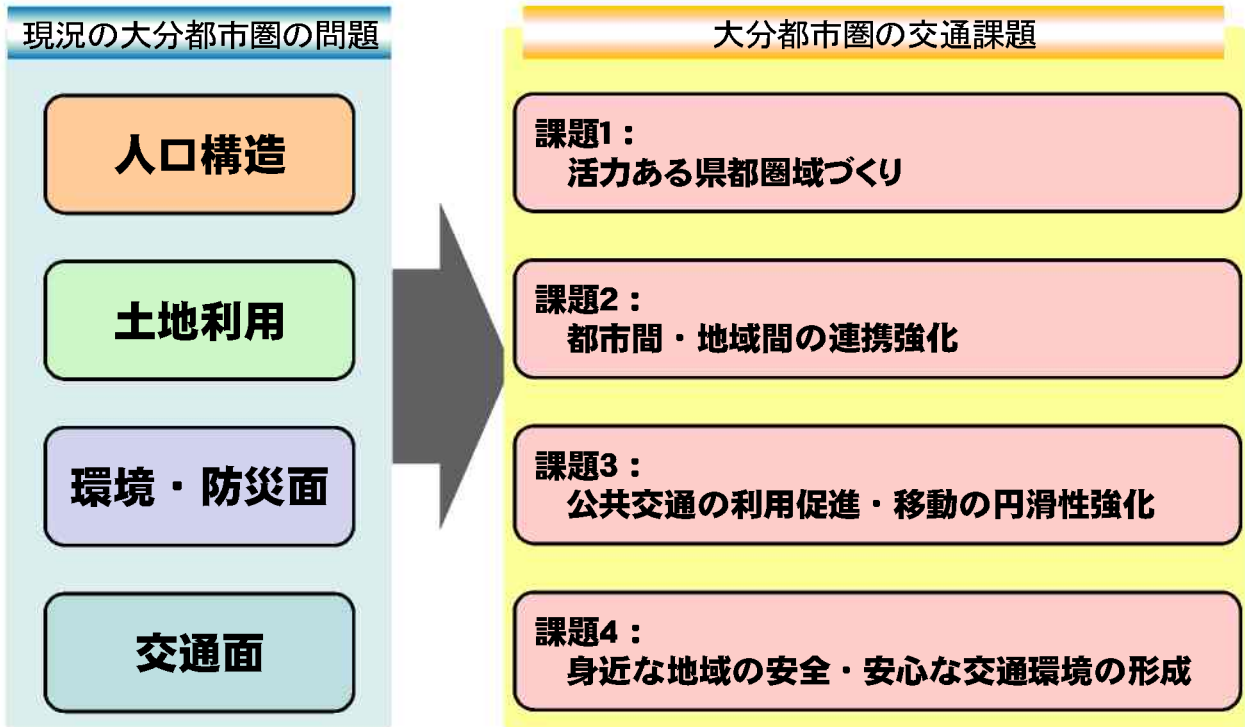 現況の大分都市圏の問題
人口構造
土地利用
環境・防災面
交通面
大分都市圏の交通課題
課題1：
活力ある県都圏域づくり
課題2：
都市間・地域間の連携強化
課題3：
公共交通の利用促進・移動の円滑性強化
課題4：
身近な地域の安全・安心な交通環境の形成